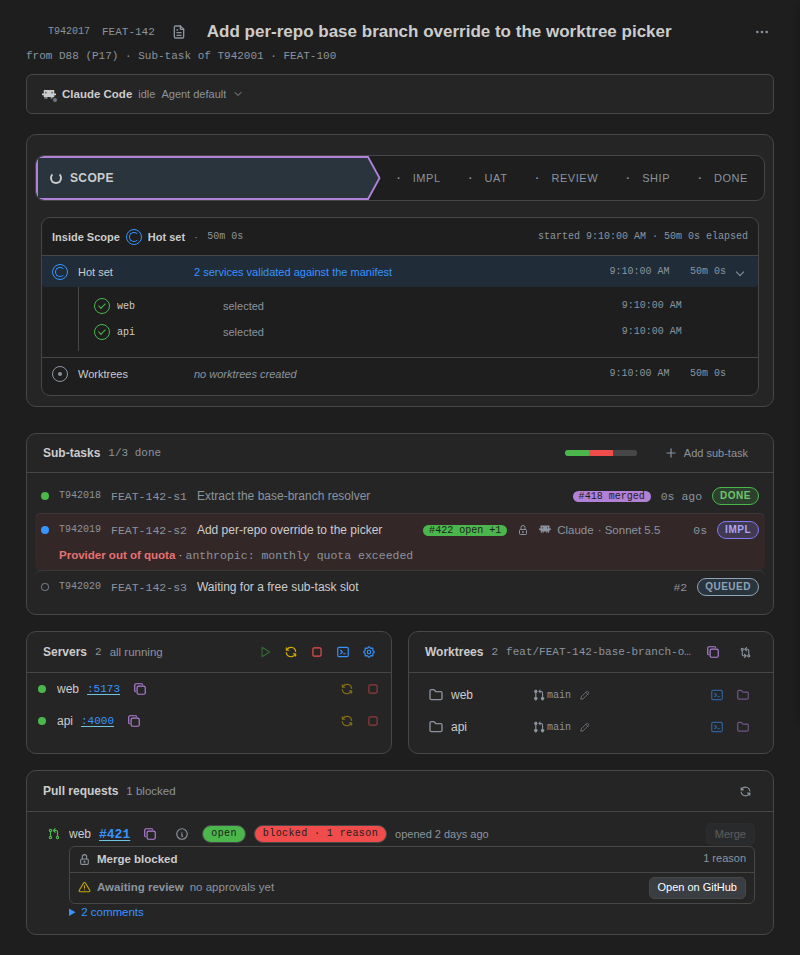 T942017 FEAT-142 Add per-repo base branch override to the worktree picker
from D88 (P17) · Sub-task of T942001 · FEAT-100
Claude Code idle Agent default
SCOPE · IMPL · UAT · REVIEW · SHIP · DONE
Inside Scope Hot set · 50m 0s started 9:10:00 AM · 50m 0s elapsed
Hot set 2 services validated against the manifest 9:10:00 AM 50m 0s
web selected 9:10:00 AM
api selected 9:10:00 AM
Worktrees no worktrees created 9:10:00 AM 50m 0s
Sub-tasks 1/3 done Add sub-task
T942018 FEAT-142-s1 Extract the base-branch resolver #418 merged 0s ago DONE
T942019 FEAT-142-s2 Add per-repo override to the picker #422 open +1 Claude · Sonnet 5.5 0s IMPL
Provider out of quota · anthropic: monthly quota exceeded
T942020 FEAT-142-s3 Waiting for a free sub-task slot #2 QUEUED
Servers 2 all running
web :5173
api :4000
Worktrees 2 feat/FEAT-142-base-branch-o…
web main
api main
Pull requests 1 blocked
web #421 open blocked · 1 reason opened 2 days ago Merge
Merge blocked 1 reason
Awaiting review no approvals yet Open on GitHub
2 comments